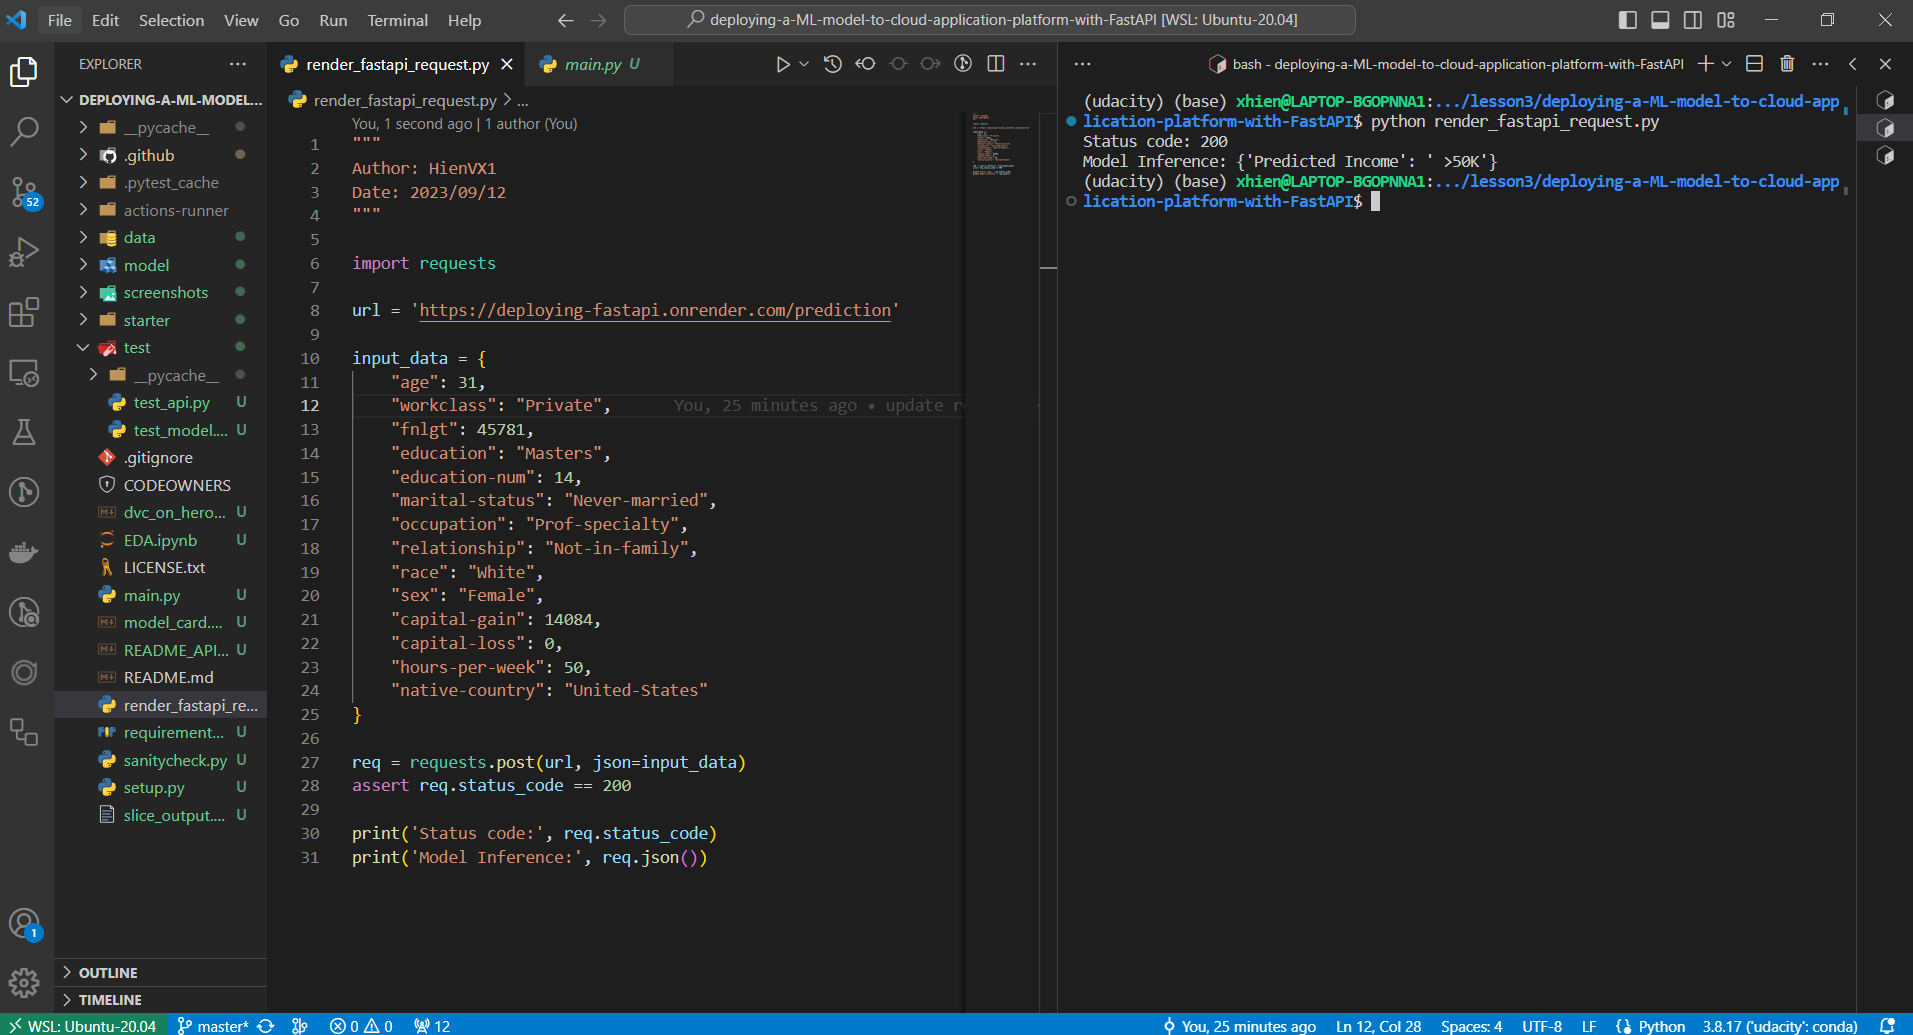 File Edit Selection View Go Run Terminal Help
deploying-a-ML-model-to-cloud-application-platform-with-FastAPI [WSL: Ubuntu-20.04]
EXPLORER
DEPLOYING-A-ML-MODEL...
__pycache__
.github
.pytest_cache
actions-runner
data
model
screenshots
starter
test
__pycache__
test_api.py U
test_model.... U
.gitignore
CODEOWNERS
dvc_on_hero... U
EDA.ipynb U
LICENSE.txt
main.py U
model_card.... U
README_API... U
README.md
render_fastapi_re...
requirement... U
sanitycheck.py U
setup.py U
slice_output.... U
OUTLINE
TIMELINE
52
1
render_fastapi_request.py
main.py U
render_fastapi_request.py > ...
You, 1 second ago | 1 author (You)
1 """
2 Author: HienVX1
3 Date: 2023/09/12
4 """
5
6 import requests
7
8 url = 'https://deploying-fastapi.onrender.com/prediction'
9
10 input_data = {
11 "age": 31,
12 "workclass": "Private", You, 25 minutes ago • update
13 "fnlgt": 45781,
14 "education": "Masters",
15 "education-num": 14,
16 "marital-status": "Never-married",
17 "occupation": "Prof-specialty",
18 "relationship": "Not-in-family",
19 "race": "White",
20 "sex": "Female",
21 "capital-gain": 14084,
22 "capital-loss": 0,
23 "hours-per-week": 50,
24 "native-country": "United-States"
25 }
26
27 req = requests.post(url, json=input_data)
28 assert req.status_code == 200
29
30 print('Status code:', req.status_code)
31 print('Model Inference:', req.json())
bash - deploying-a-ML-model-to-cloud-application-platform-with-FastAPI
(udacity) (base) xhien@LAPTOP-BGOPNNA1:.../lesson3/deploying-a-ML-model-to-cloud-app
lication-platform-with-FastAPI$ python render_fastapi_request.py
Status code: 200
Model Inference: {'Predicted Income': ' >50K'}
(udacity) (base) xhien@LAPTOP-BGOPNNA1:.../lesson3/deploying-a-ML-model-to-cloud-app
lication-platform-with-FastAPI$
WSL: Ubuntu-20.04 master* 0 0 12 You, 25 minutes ago Ln 12, Col 28 Spaces: 4 UTF-8 LF Python 3.8.17 ('udacity': conda)